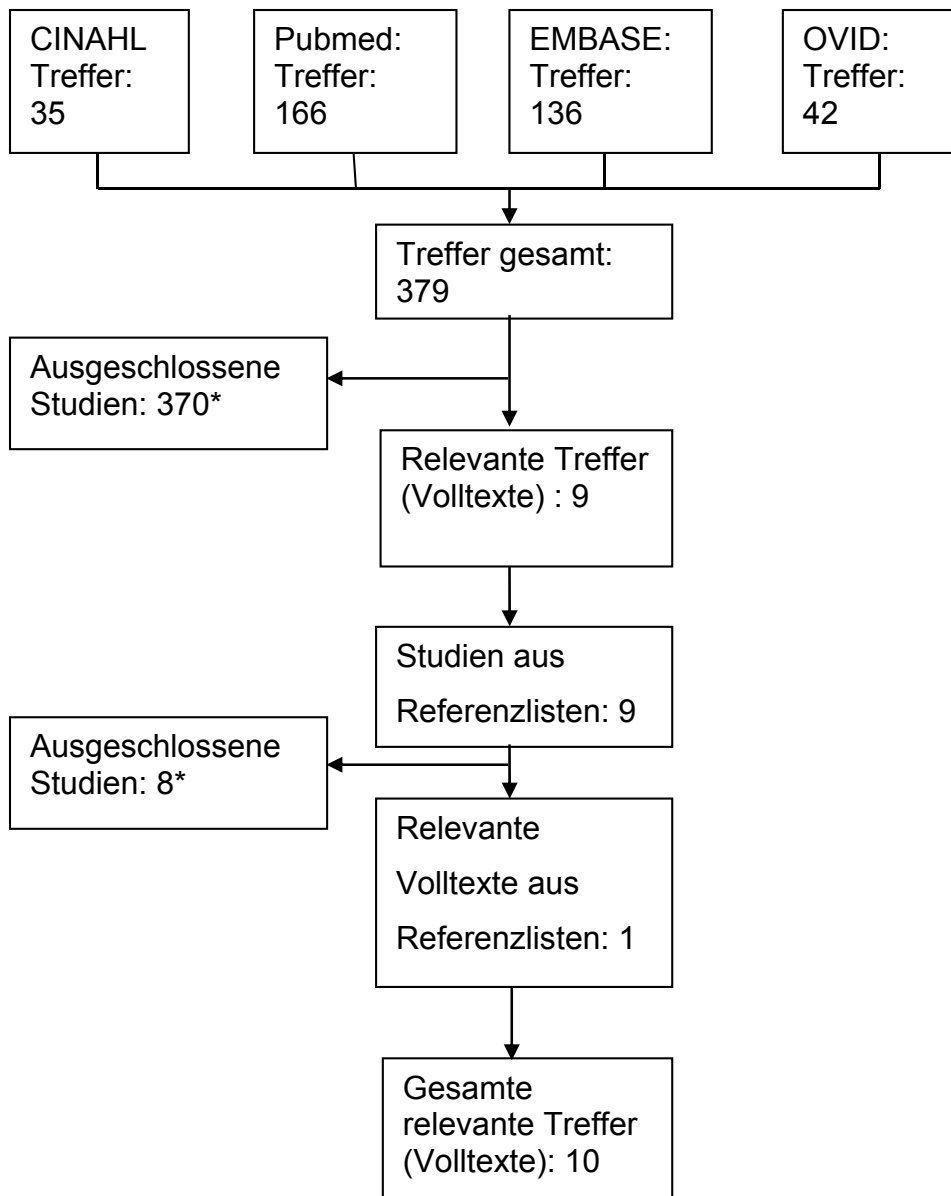 CINAHL
Treffer:
35
Pubmed:
Treffer:
166
EMBASE:
Treffer:
136
OVID:
Treffer:
42
Treffer gesamt:
379
Ausgeschlossene
Studien: 370*
Relevante Treffer
(Volltexte) : 9
Studien aus
Referenzlisten: 9
Ausgeschlossene
Studien: 8*
Relevante
Volltexte aus
Referenzlisten: 1
Gesamte
relevante Treffer
(Volltexte): 10